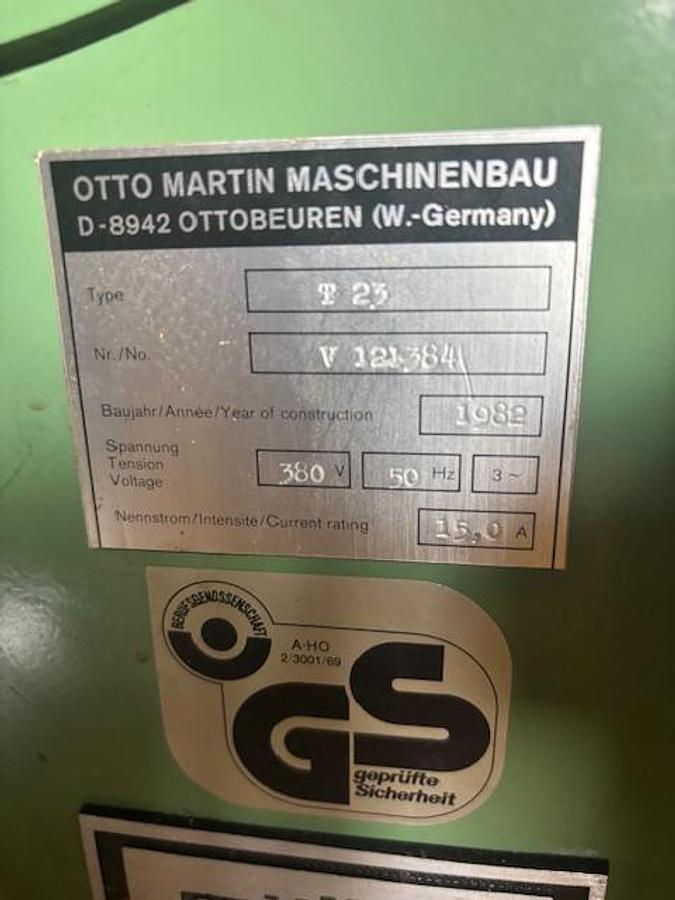 OTTO MARTIN MASCHINENBAU
D-8942 OTTOBEUREN (W.-Germany)
Type T 23
Nr./No. V 121384
Baujahr/Année/Year of construction 1982
Spannung
Tension
Voltage 380 V 50 Hz 3~
Nennstrom/Intensité/Current rating 15,0 A
BERUFSGENOSSENSCHAFT
A-HO
2/3001/69
GS
geprüfte
Sicherheit